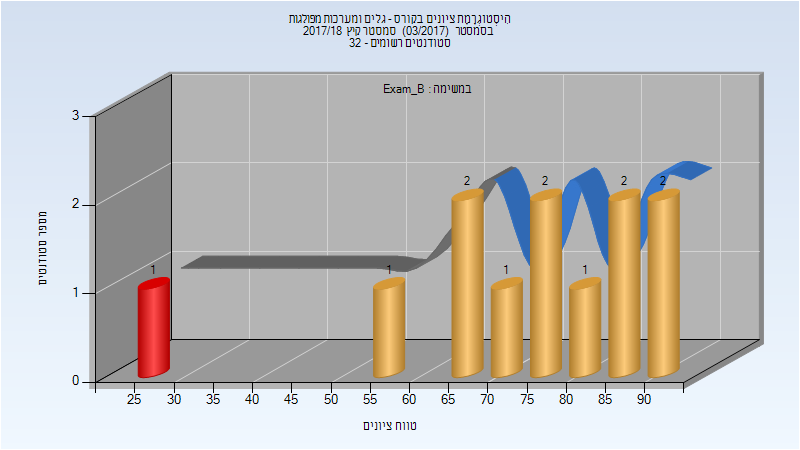 היסטוגרמת ציונים בקורס - גלים ומערכות מפולגות
בסמסטר (03/2017) סמסטר קיץ 2017/18
סטודנטים רשומים - 32
במשימה : Exam_B
מספר סטודנטים
3
2
1
0
1
1
2
1
2
1
2
2
25 30 35 40 45 50 55 60 65 70 75 80 85 90
טווח ציונים